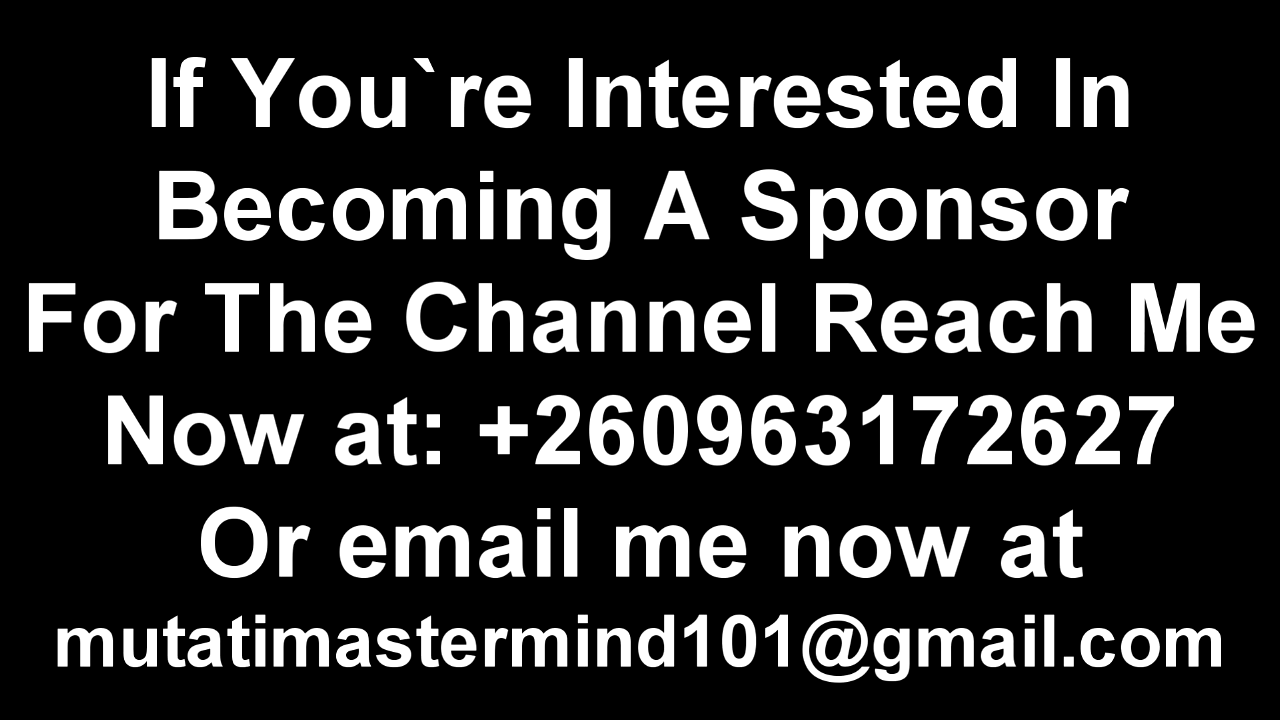 If You`re Interested In
Becoming A Sponsor
For The Channel Reach Me
Now at: +260963172627
Or email me now at
mutatimastermind101@gmail.com